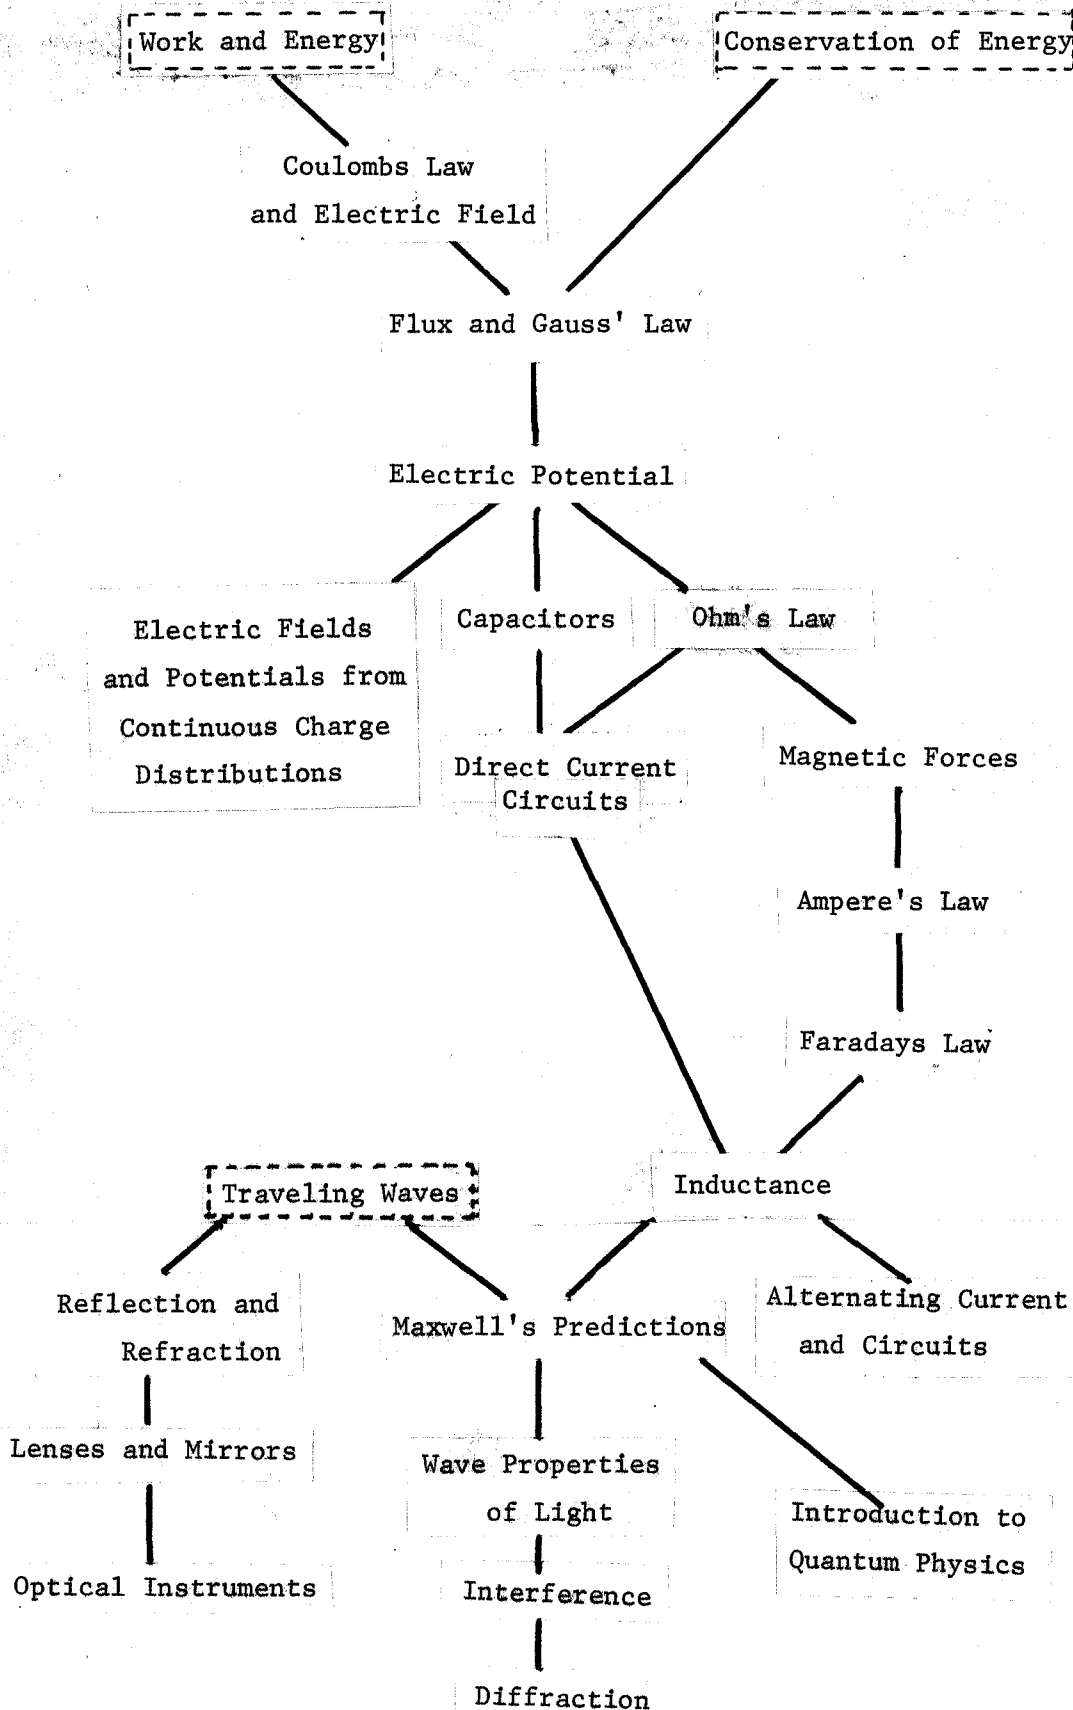 Work and Energy
Conservation of Energy
Coulombs Law
and Electric Field
Flux and Gauss' Law
Electric Potential
Electric Fields
and Potentials from
Continuous Charge
Distributions
Capacitors
Ohm's Law
Direct Current
Circuits
Magnetic Forces
Ampere's Law
Faradays Law
Traveling Waves
Inductance
Reflection and
Refraction
Maxwell's Predictions
Alternating Current
and Circuits
Lenses and Mirrors
Wave Properties
of Light
Introduction to
Quantum Physics
Optical Instruments
Interference
Diffraction